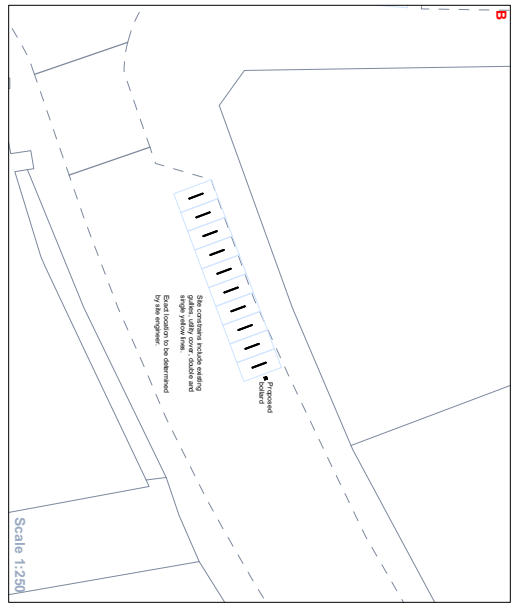 B
Proposed
bollard
Site constrains include existing
gullies, utility cover, double and
single yellow lines.
Exact location to be determined
by site engineer.
Scale 1:250